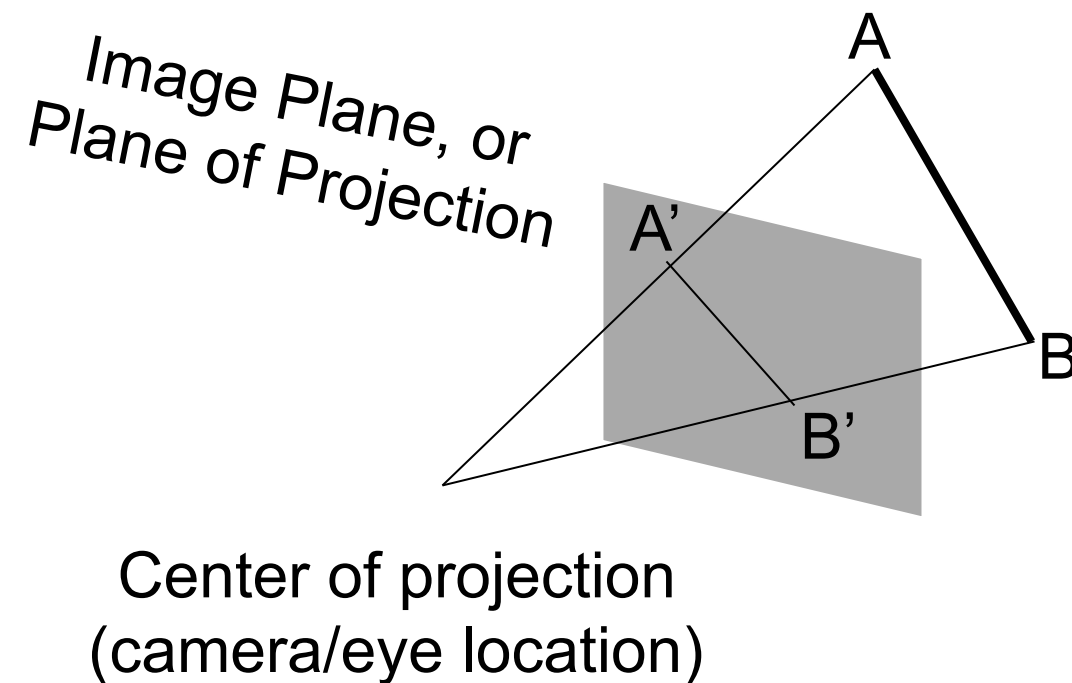 Image Plane, or
Plane of Projection
A
A’
B
B’
Center of projection
(camera/eye location)